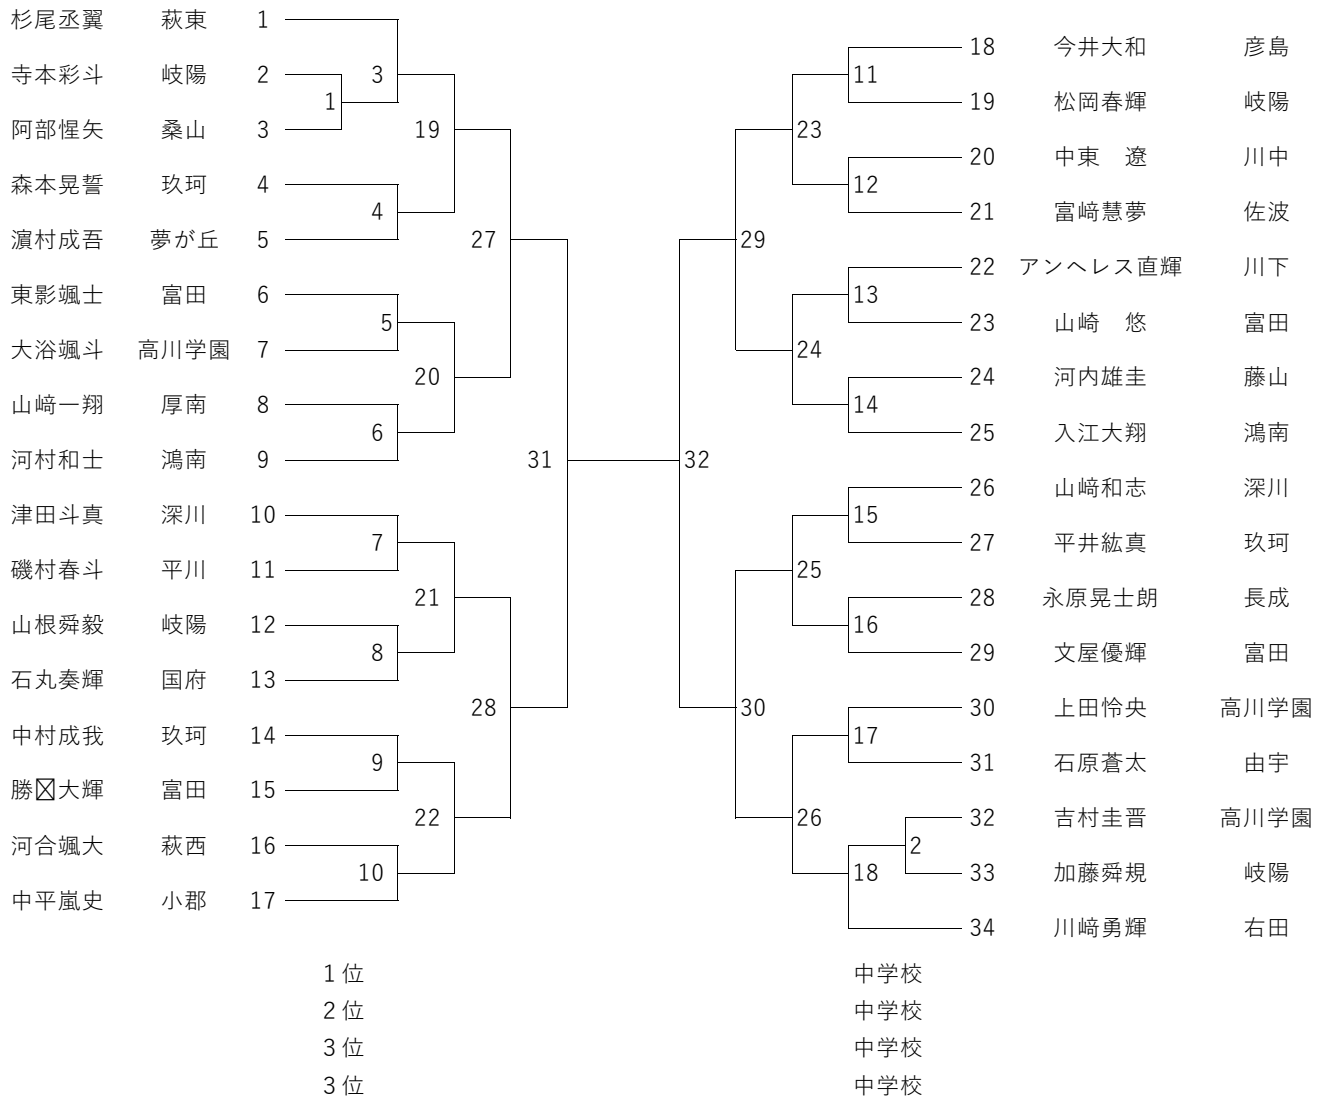 杉尾丞翼 萩東 1
寺本彩斗 岐陽 2
阿部惺矢 桑山 3
森本晃誓 玖珂 4
濵村成吾 夢が丘 5
東影颯士 富田 6
大浴颯斗 高川学園 7
山﨑一翔 厚南 8
河村和士 鴻南 9
津田斗真 深川 10
磯村春斗 平川 11
山根舜毅 岐陽 12
石丸奏輝 国府 13
中村成我 玖珂 14
勝大輝 富田 15
河合颯大 萩西 16
中平嵐史 小郡 17
1
3
4
5
6
7
8
9
10
19
20
21
22
27
28
31
32
29
30
23
24
25
26
11
12
13
14
15
16
17
18
2
18 今井大和 彦島
19 松岡春輝 岐陽
20 中東 遼 川中
21 富﨑慧夢 佐波
22 アンヘレス直輝 川下
23 山崎 悠 富田
24 河内雄圭 藤山
25 入江大翔 鴻南
26 山﨑和志 深川
27 平井紘真 玖珂
28 永原晃士朗 長成
29 文屋優輝 富田
30 上田怜央 高川学園
31 石原蒼太 由宇
32 吉村圭晋 高川学園
33 加藤舜規 岐陽
34 川﨑勇輝 右田
1位 中学校
2位 中学校
3位 中学校
3位 中学校